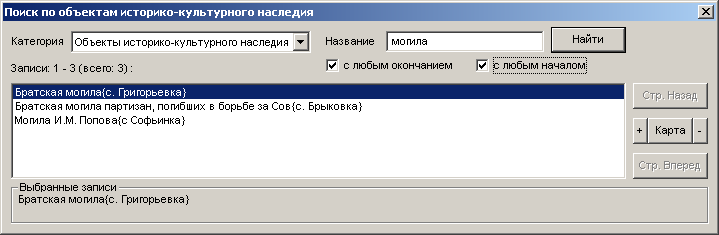 Поиск по объектам историко-культурного наследия
Категория Объекты историко-культурного наследия Название могила Найти
Записи: 1 - 3 (всего: 3) : с любым окончанием с любым началом
Братская могила{с. Григорьевка}
Братская могила партизан, погибших в борьбе за Сов{с. Брыковка}
Могила И.М. Попова{с Софьинка}
Стр. Назад
+ Карта -
Стр. Вперед
Выбранные записи
Братская могила{с. Григорьевка}